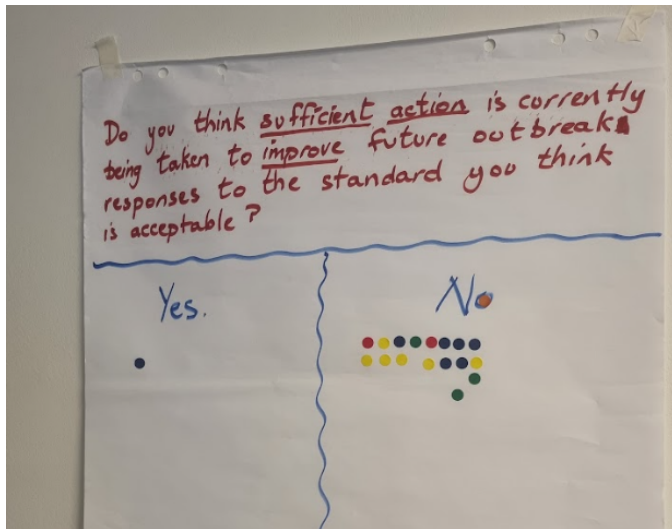 Do you think sufficient action is currently
being taken to improve future outbreak
responses to the standard you think
is acceptable?
Yes.
No